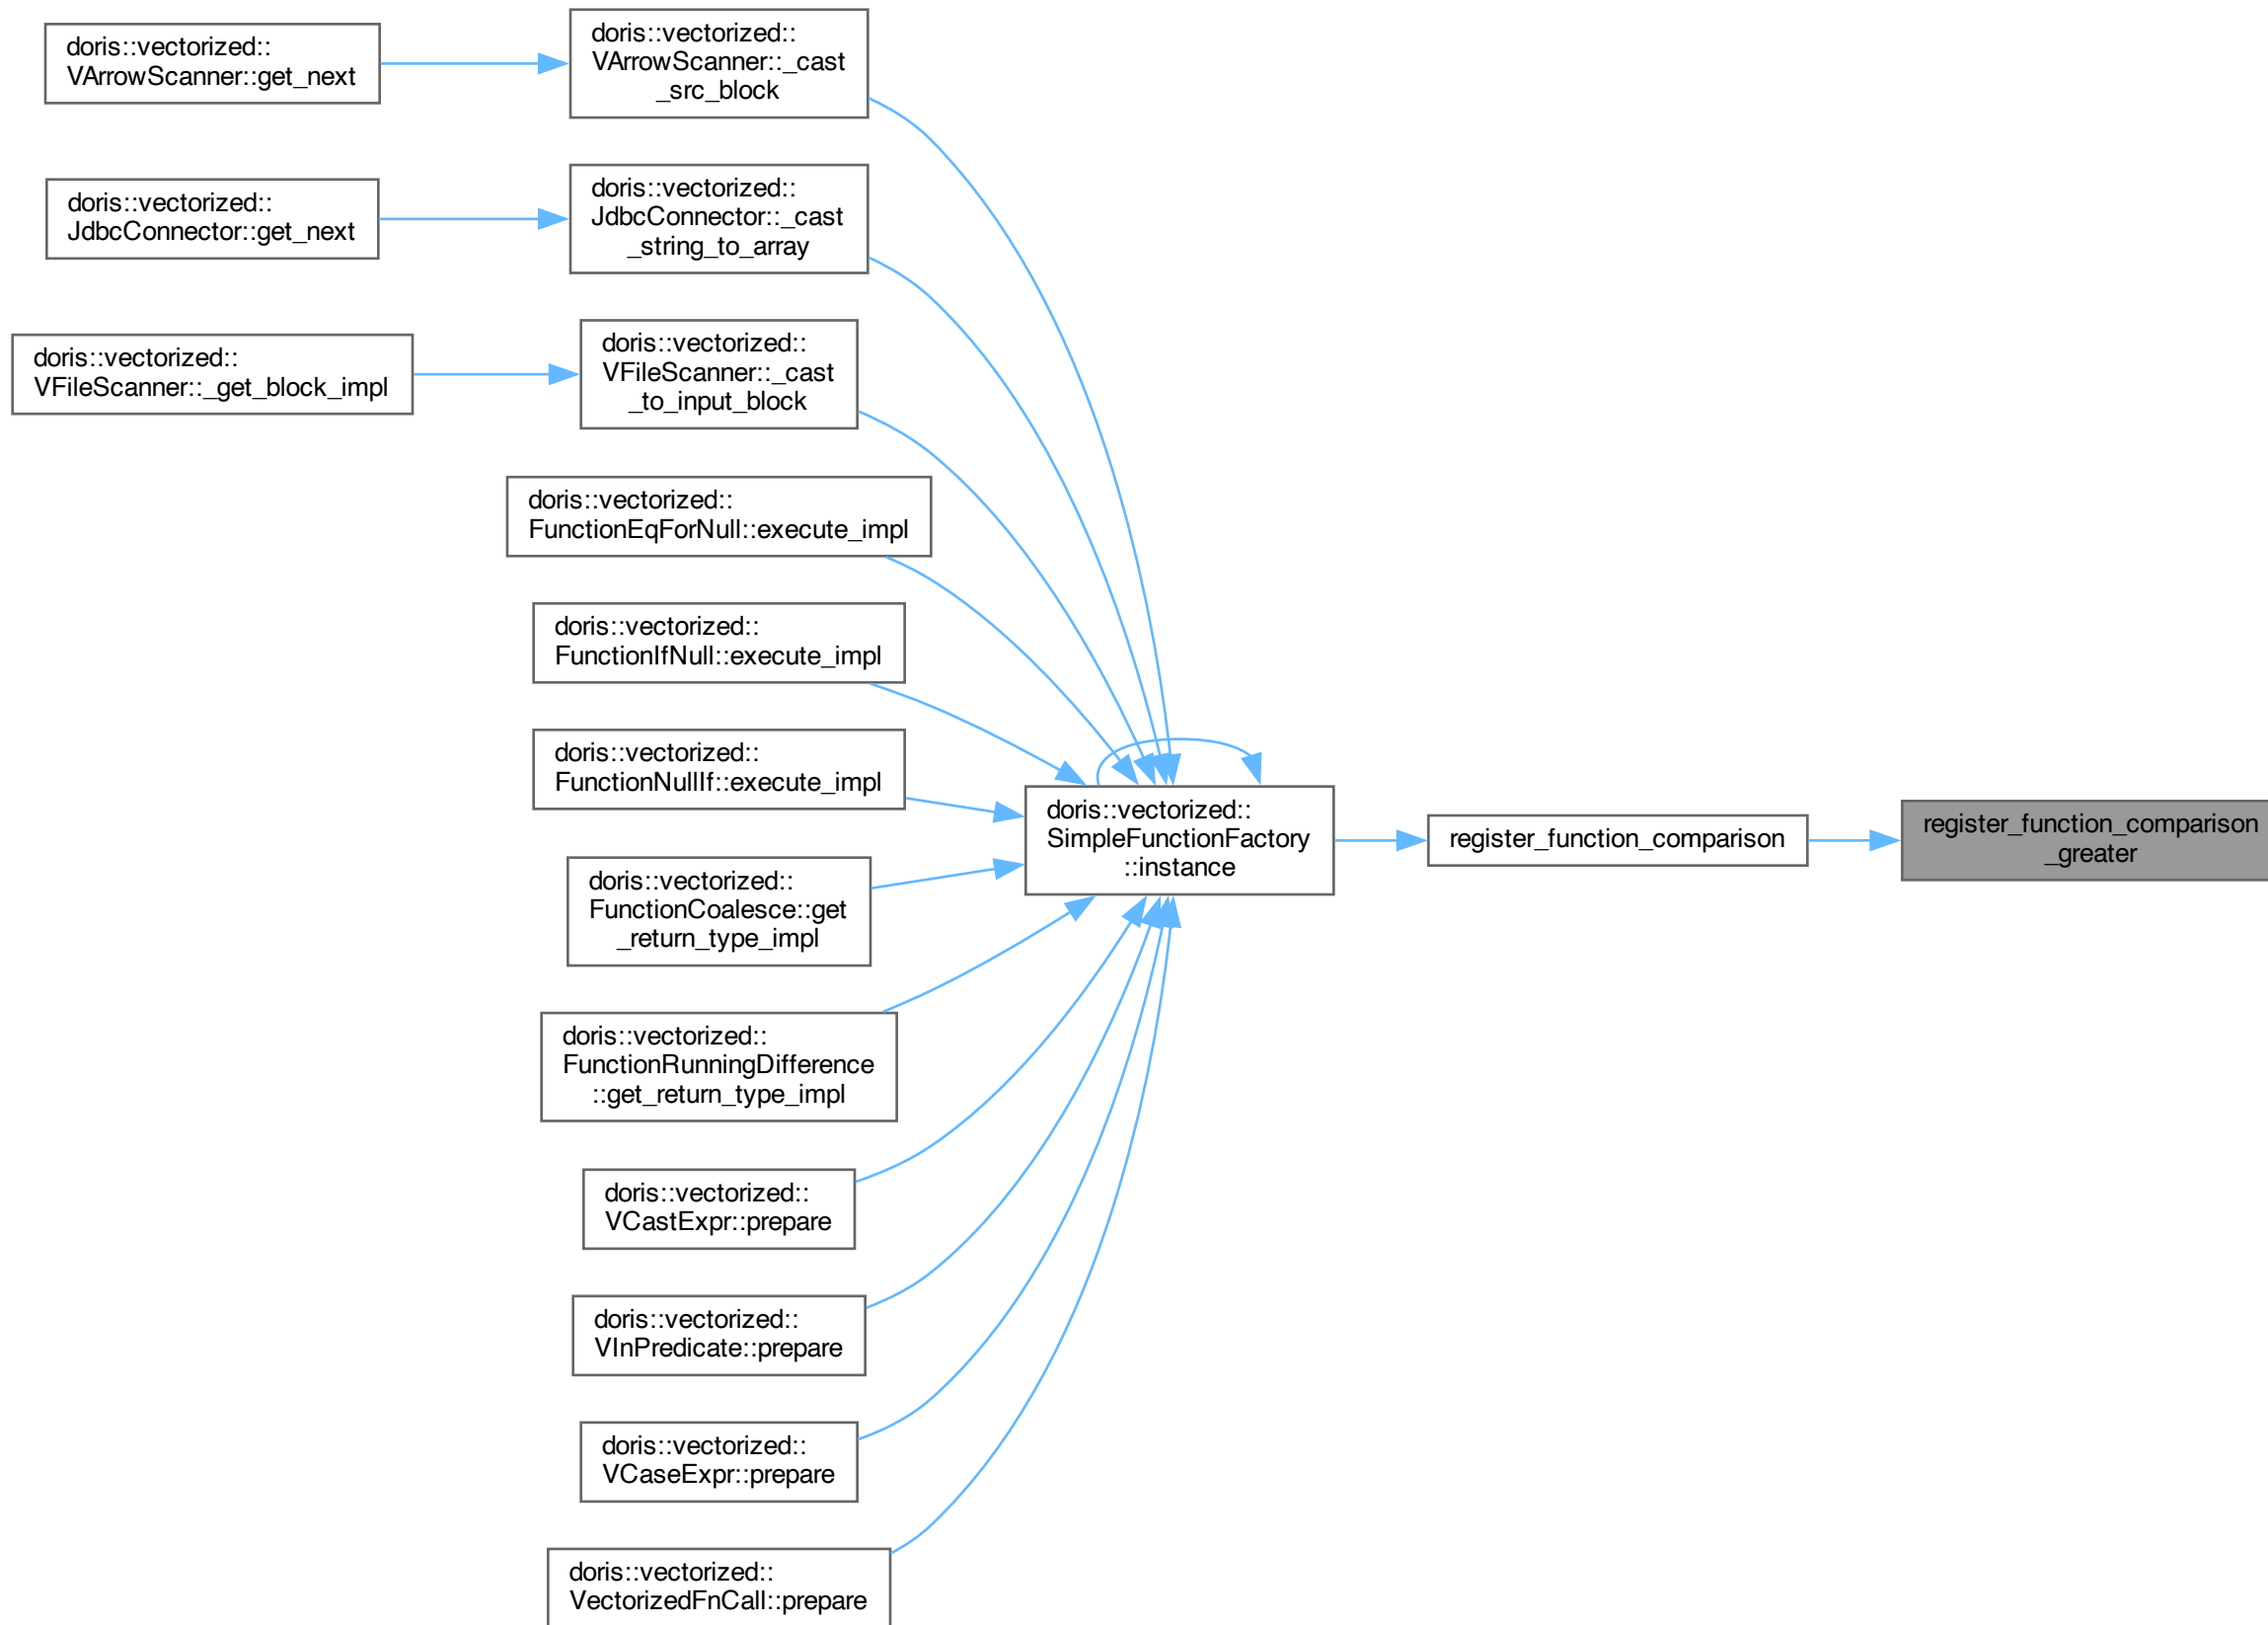 doris::vectorized::
VArrowScanner::get_next
doris::vectorized::
VArrowScanner::_cast
_src_block
doris::vectorized::
JdbcConnector::get_next
doris::vectorized::
JdbcConnector::_cast
_string_to_array
doris::vectorized::
VFileScanner::_get_block_impl
doris::vectorized::
VFileScanner::_cast
_to_input_block
doris::vectorized::
FunctionEqForNull::execute_impl
doris::vectorized::
FunctionIfNull::execute_impl
doris::vectorized::
FunctionNullIf::execute_impl
doris::vectorized::
FunctionCoalesce::get
_return_type_impl
doris::vectorized::
FunctionRunningDifference
::get_return_type_impl
doris::vectorized::
VCastExpr::prepare
doris::vectorized::
VInPredicate::prepare
doris::vectorized::
VCaseExpr::prepare
doris::vectorized::
VectorizedFnCall::prepare
doris::vectorized::
SimpleFunctionFactory
::instance
register_function_comparison
register_function_comparison
_greater